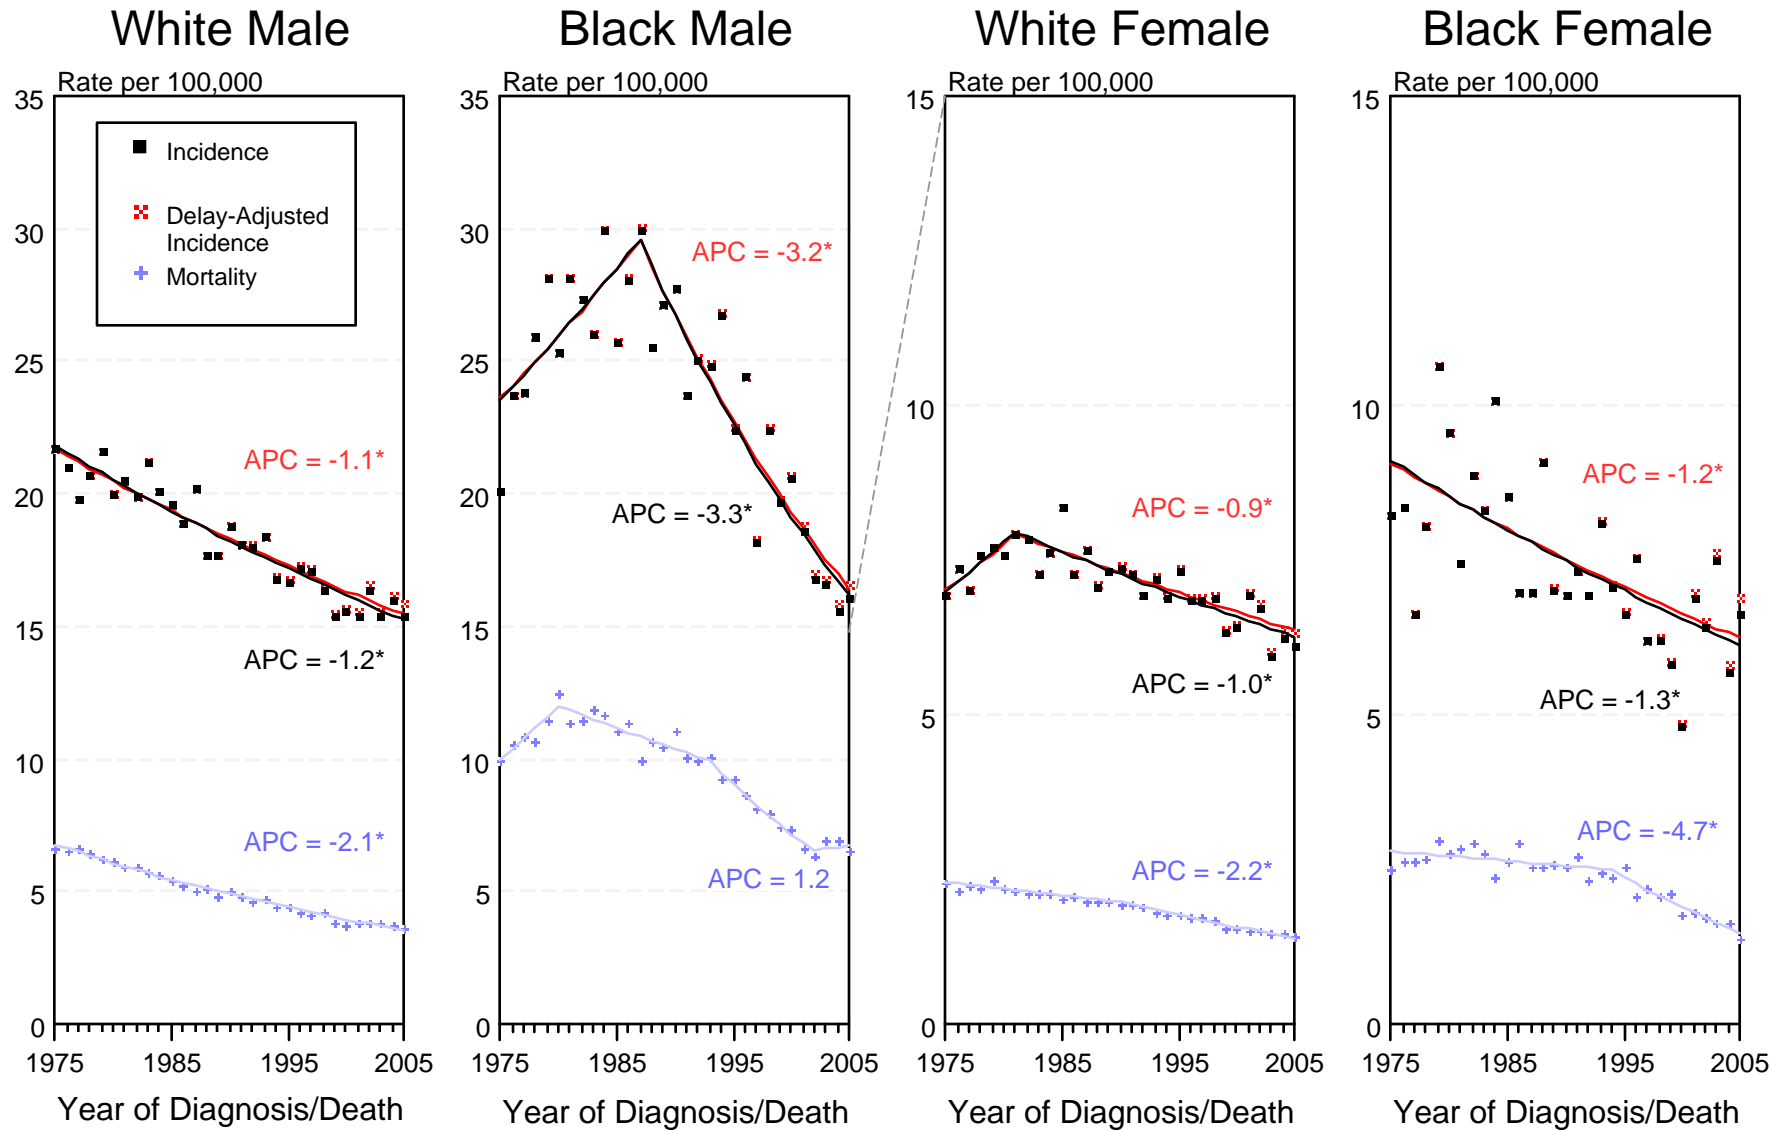 White Male
Black Male
White Female
Black Female
Rate per 100,000
Rate per 100,000
Rate per 100,000
Rate per 100,000
35
30
25
20
15
10
5
0
Incidence
Delay-Adjusted
Incidence
Mortality
APC = -1.1*
APC = -1.2*
APC = -2.1*
1975
1985
1995
2005
Year of Diagnosis/Death
35
30
25
20
15
10
5
0
APC = -3.2*
APC = -3.3*
APC = 1.2
1975
1985
1995
2005
Year of Diagnosis/Death
15
10
5
0
APC = -0.9*
APC = -1.0*
APC = -2.2*
1975
1985
1995
2005
Year of Diagnosis/Death
15
10
5
0
APC = -1.2*
APC = -1.3*
APC = -4.7*
1975
1985
1995
2005
Year of Diagnosis/Death